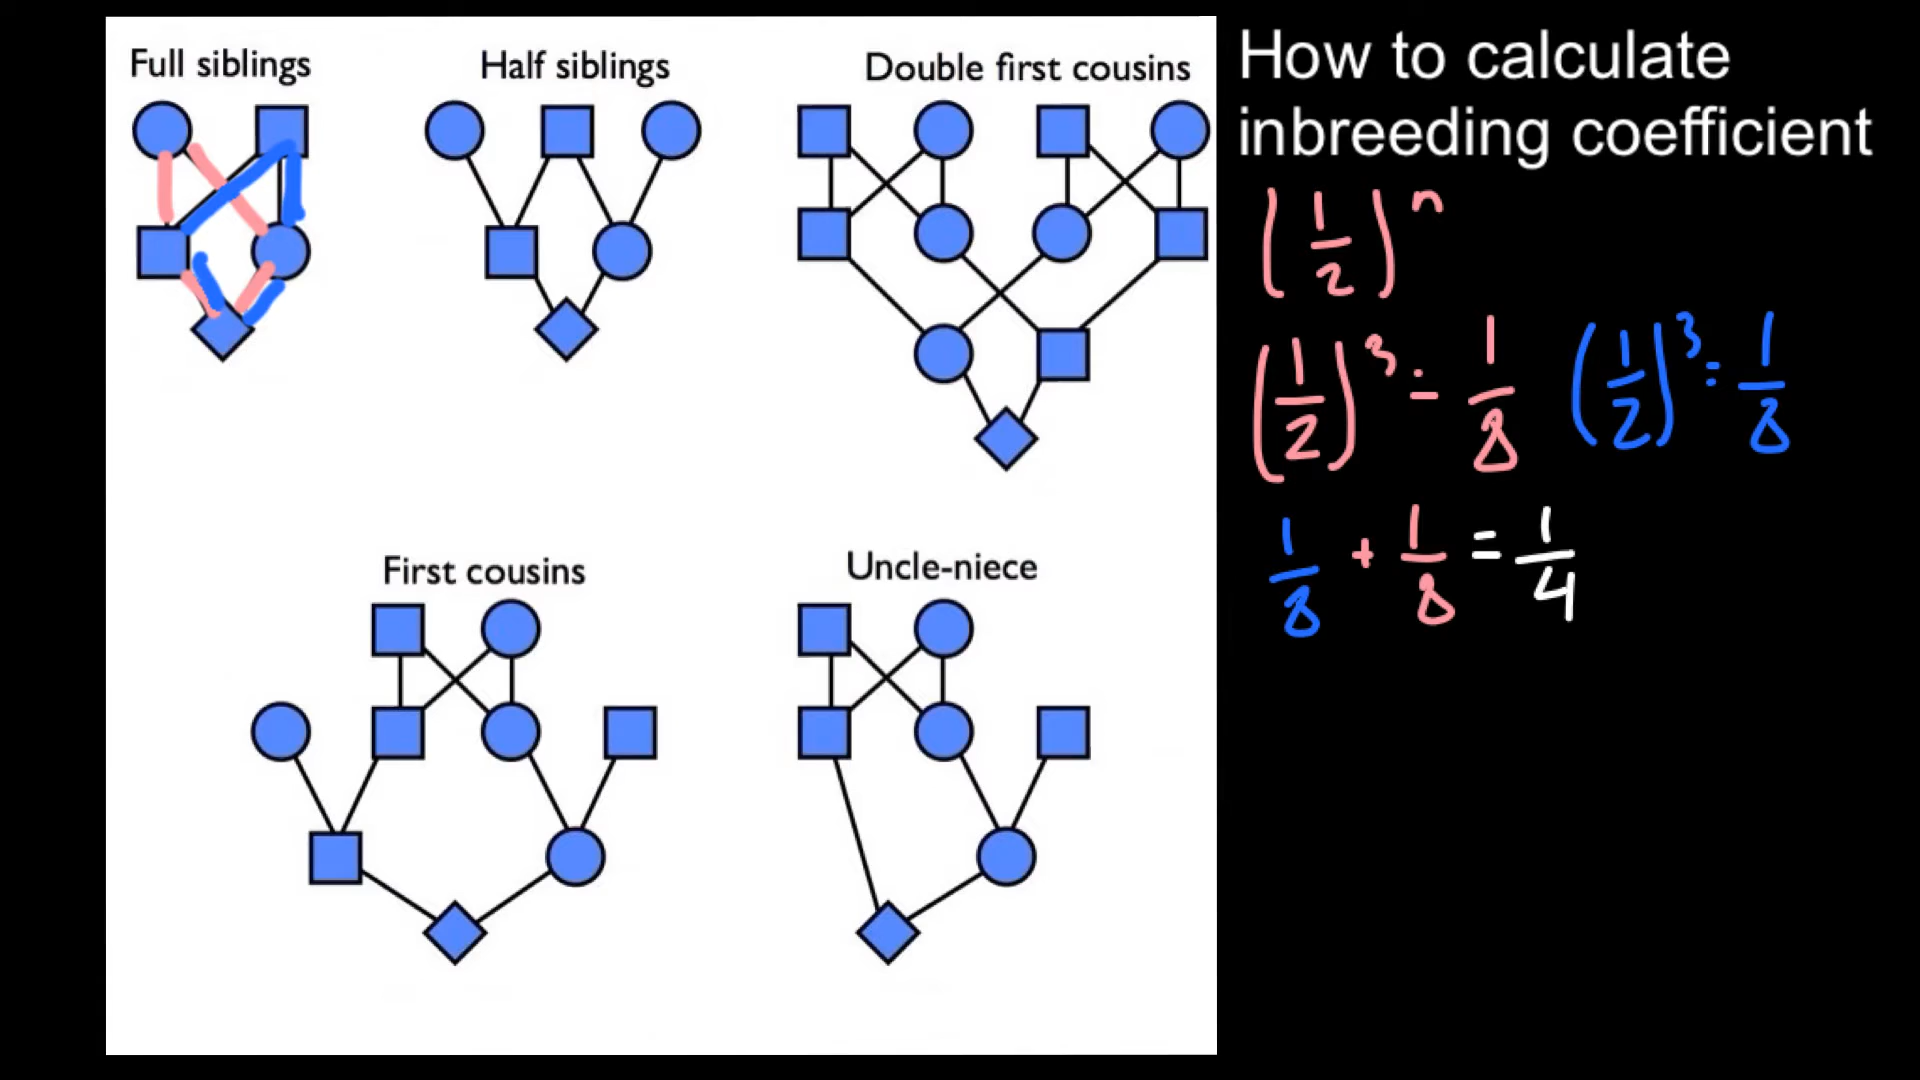 Full siblings
Half siblings
Double first cousins
First cousins
Uncle-niece
How to calculate
inbreeding coefficient
(1/2)ⁿ
(1/2)³ = 1/8
(1/2)³ = 1/8
1/8 + 1/8 = 1/4